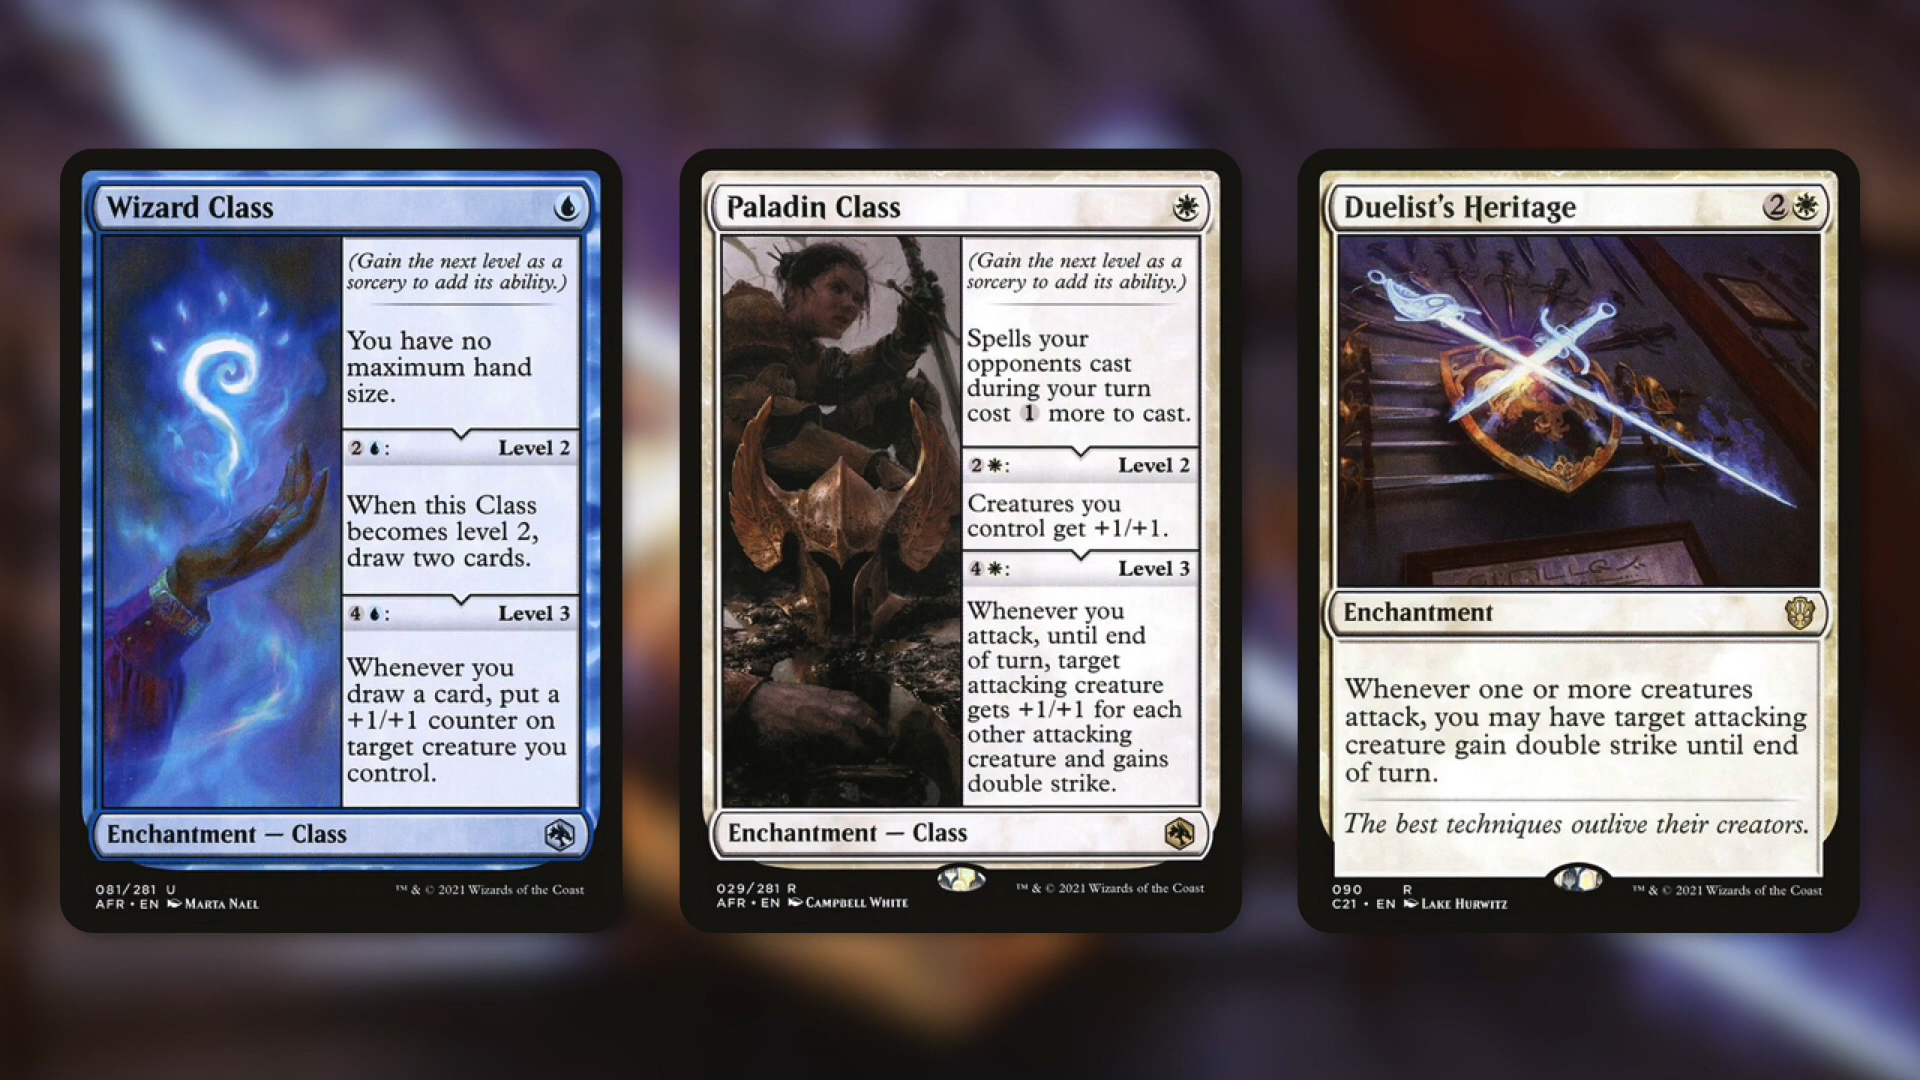 Wizard Class
(Gain the next level as a
sorcery to add its ability.)
You have no
maximum hand
size.
2 : Level 2
When this Class
becomes level 2,
draw two cards.
4 : Level 3
Whenever you
draw a card, put a
+1/+1 counter on
target creature you
control.
Enchantment — Class
081/281 U
AFR • EN MARTA NAEL
™ & © 2021 Wizards of the Coast
Paladin Class
(Gain the next level as a
sorcery to add its ability.)
Spells your
opponents cast
during your turn
cost 1 more to cast.
2 : Level 2
Creatures you
control get +1/+1.
4 : Level 3
Whenever you
attack, until end
of turn, target
attacking creature
gets +1/+1 for each
other attacking
creature and gains
double strike.
Enchantment — Class
029/281 R
AFR • EN CAMPBELL WHITE
™ & © 2021 Wizards of the Coast
Duelist's Heritage 2
Enchantment
Whenever one or more creatures
attack, you may have target attacking
creature gain double strike until end
of turn.
The best techniques outlive their creators.
090 R
C21 • EN LAKE HURWITZ
™ & © 2021 Wizards of the Coast